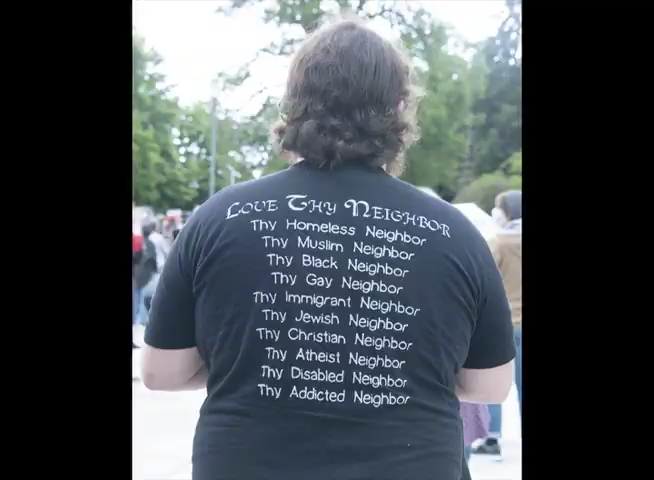 Love Thy Neighbor
Thy Homeless Neighbor
Thy Muslim Neighbor
Thy Black Neighbor
Thy Gay Neighbor
Thy Immigrant Neighbor
Thy Jewish Neighbor
Thy Christian Neighbor
Thy Atheist Neighbor
Thy Disabled Neighbor
Thy Addicted Neighbor